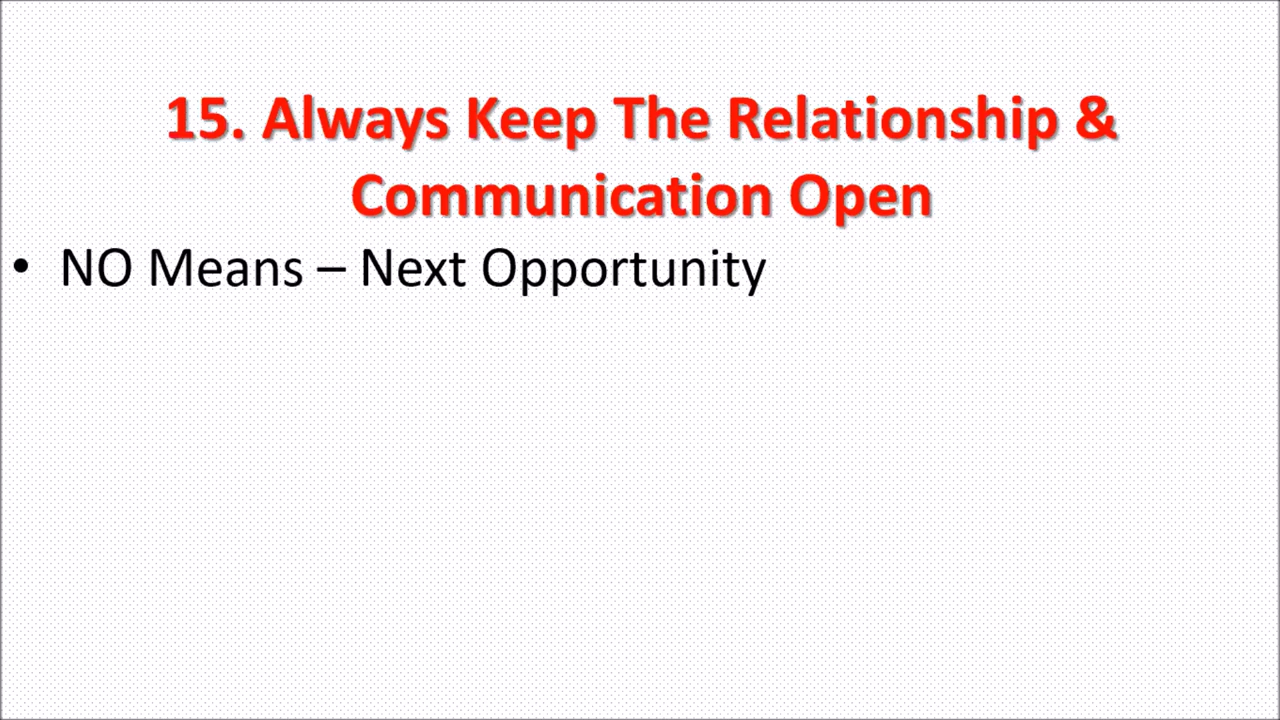 15. Always Keep The Relationship &
Communication Open
• NO Means – Next Opportunity